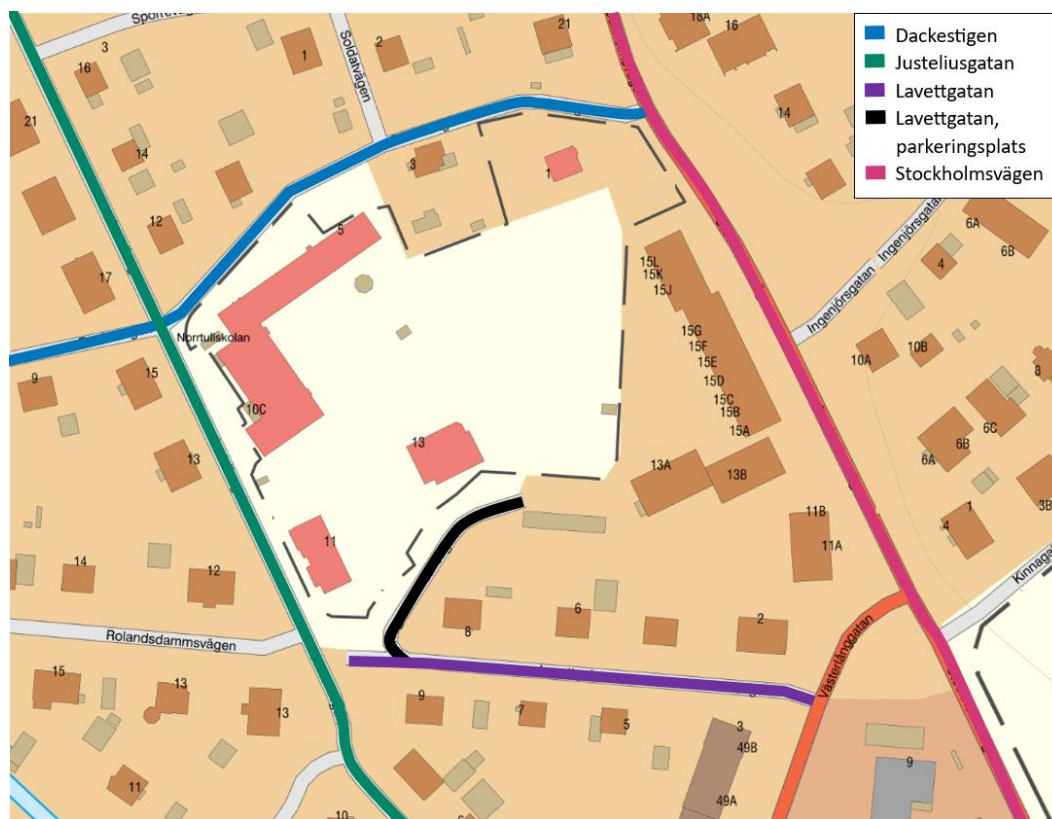 Dackestigen
Justeliusgatan
Lavettgatan
Lavettgatan,
parkeringsplats
Stockholmsvägen
3
16
21
1
2
21
18A
16
Soldatvägen
14
14
12
17
3
1
5
Norrtullskolan
10C
13
11
15L
15K
15J
15G
15F
15E
15D
15C
15B
15A
13A
13B
11B
11A
Ingenjörsgatan
Ingenjörsgatan
6A
6B
4
10A
10B
8
6A
6B
6C
3B
1
4
9
15
13
14
12
Rolandsdammsvägen
8
6
2
Västerlånggatan
15
13
13
11
10
9
7
5
3
49B
49A
9